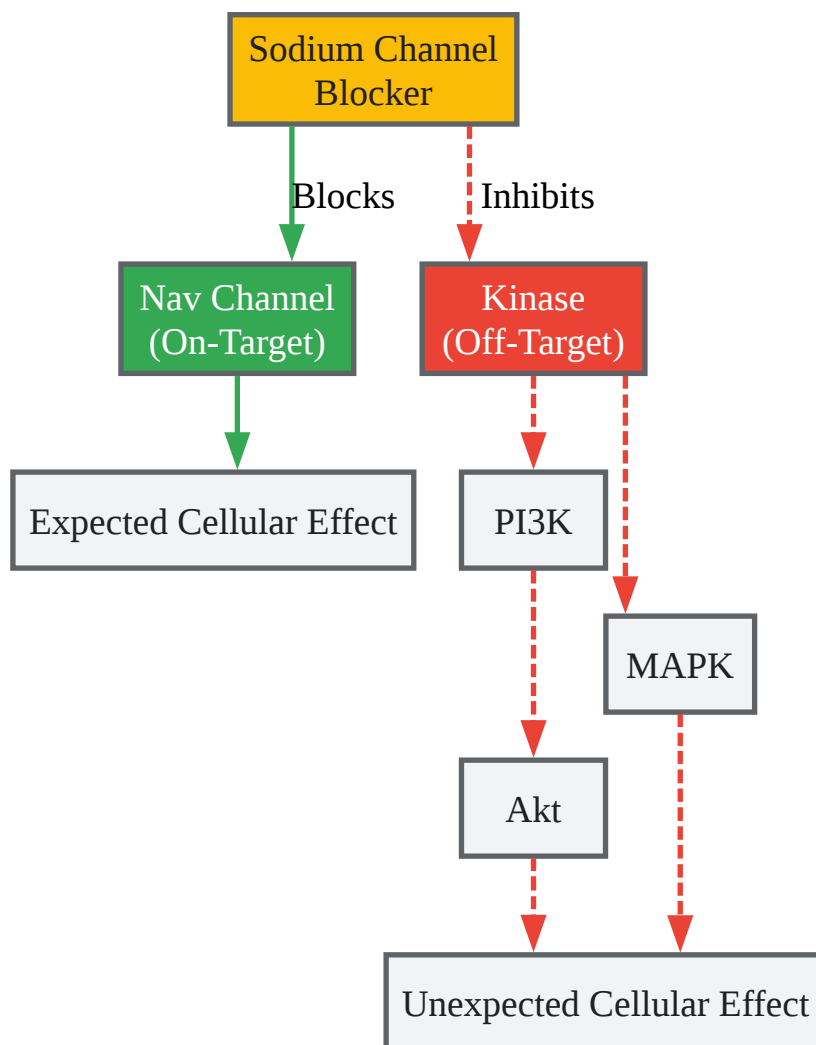 Sodium Channel
Blocker
Blocks
Inhibits
Nav Channel
(On-Target)
Kinase
(Off-Target)
Expected Cellular Effect
PI3K
MAPK
Akt
Unexpected Cellular Effect